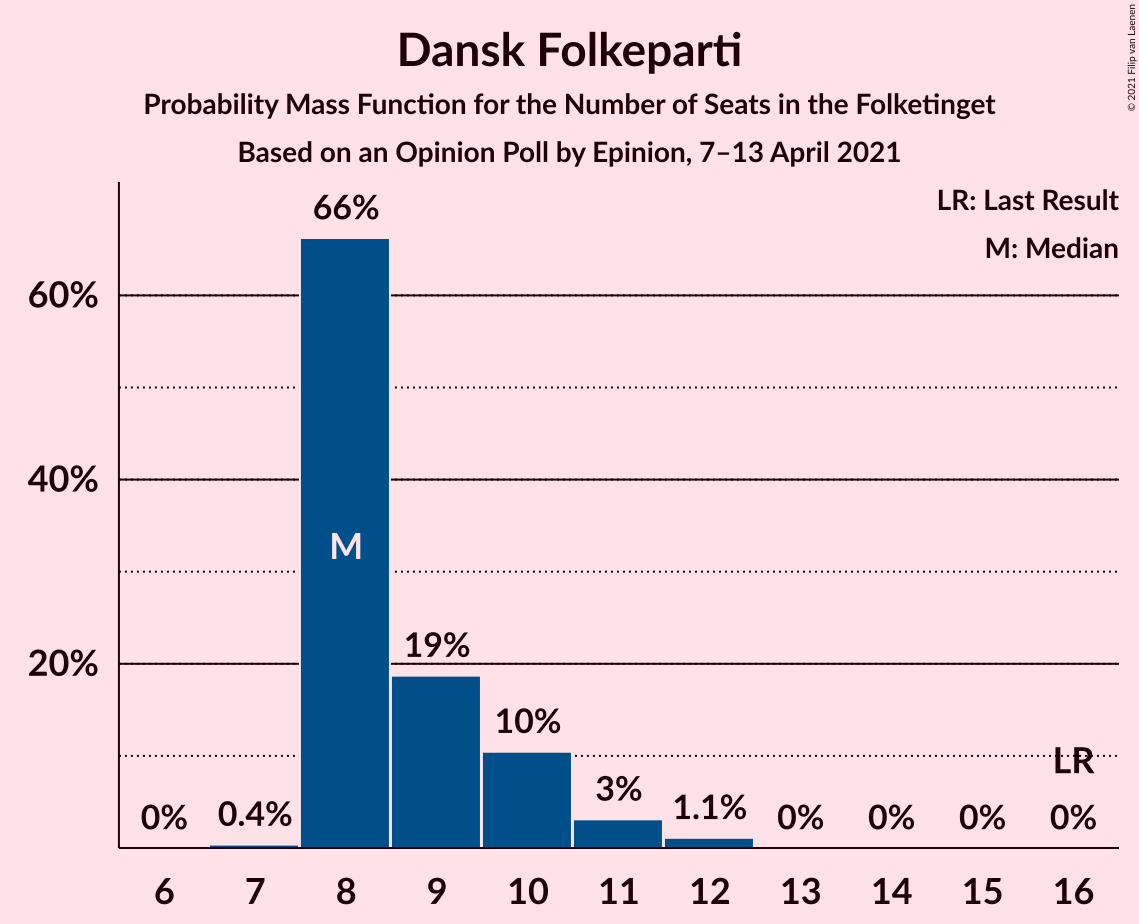 Dansk Folkeparti
Probability Mass Function for the Number of Seats in the Folketinget
Based on an Opinion Poll by Epinion, 7–13 April 2021
© 2021 Filip van Laenen
LR: Last Result
M: Median
60%
40%
20%
66%
M
19%
10%
3%
1.1%
0%
0.4%
0%
0%
0%
LR
0%
6 7 8 9 10 11 12 13 14 15 16